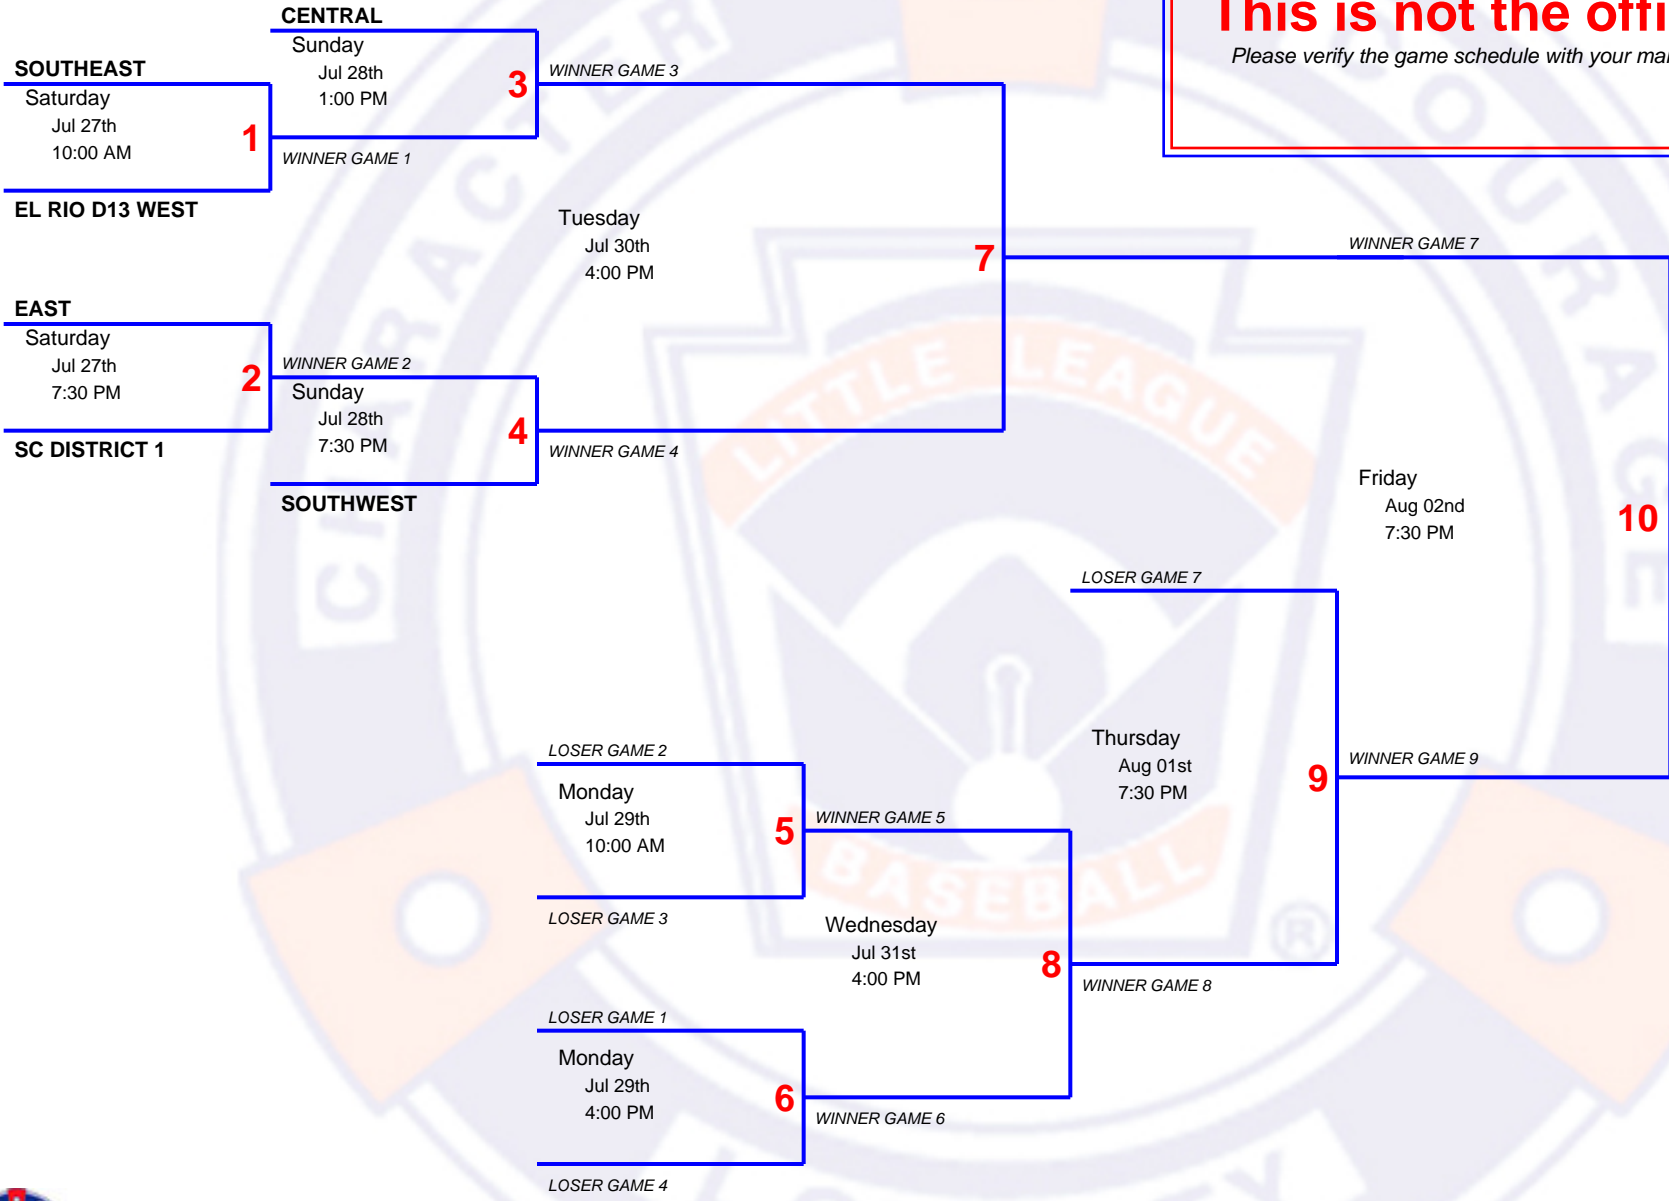 CENTRAL
Sunday
Jul 28th
1:00 PM
3
WINNER GAME 3
This is not the offi
Please verify the game schedule with your ma
SOUTHEAST
Saturday
Jul 27th
10:00 AM
1
WINNER GAME 1
EL RIO D13 WEST
Tuesday
Jul 30th
4:00 PM
7
WINNER GAME 7
EAST
Saturday
Jul 27th
7:30 PM
2
WINNER GAME 2
Sunday
Jul 28th
7:30 PM
4
WINNER GAME 4
SC DISTRICT 1
SOUTHWEST
Friday
Aug 02nd
7:30 PM
10
LOSER GAME 7
Thursday
Aug 01st
7:30 PM
9
WINNER GAME 9
LOSER GAME 2
Monday
Jul 29th
10:00 AM
5
WINNER GAME 5
LOSER GAME 3
Wednesday
Jul 31st
4:00 PM
8
WINNER GAME 8
LOSER GAME 1
Monday
Jul 29th
4:00 PM
6
WINNER GAME 6
LOSER GAME 4
CHARACTER
COURAGE
LITTLE LEAGUE
BASEBALL
®